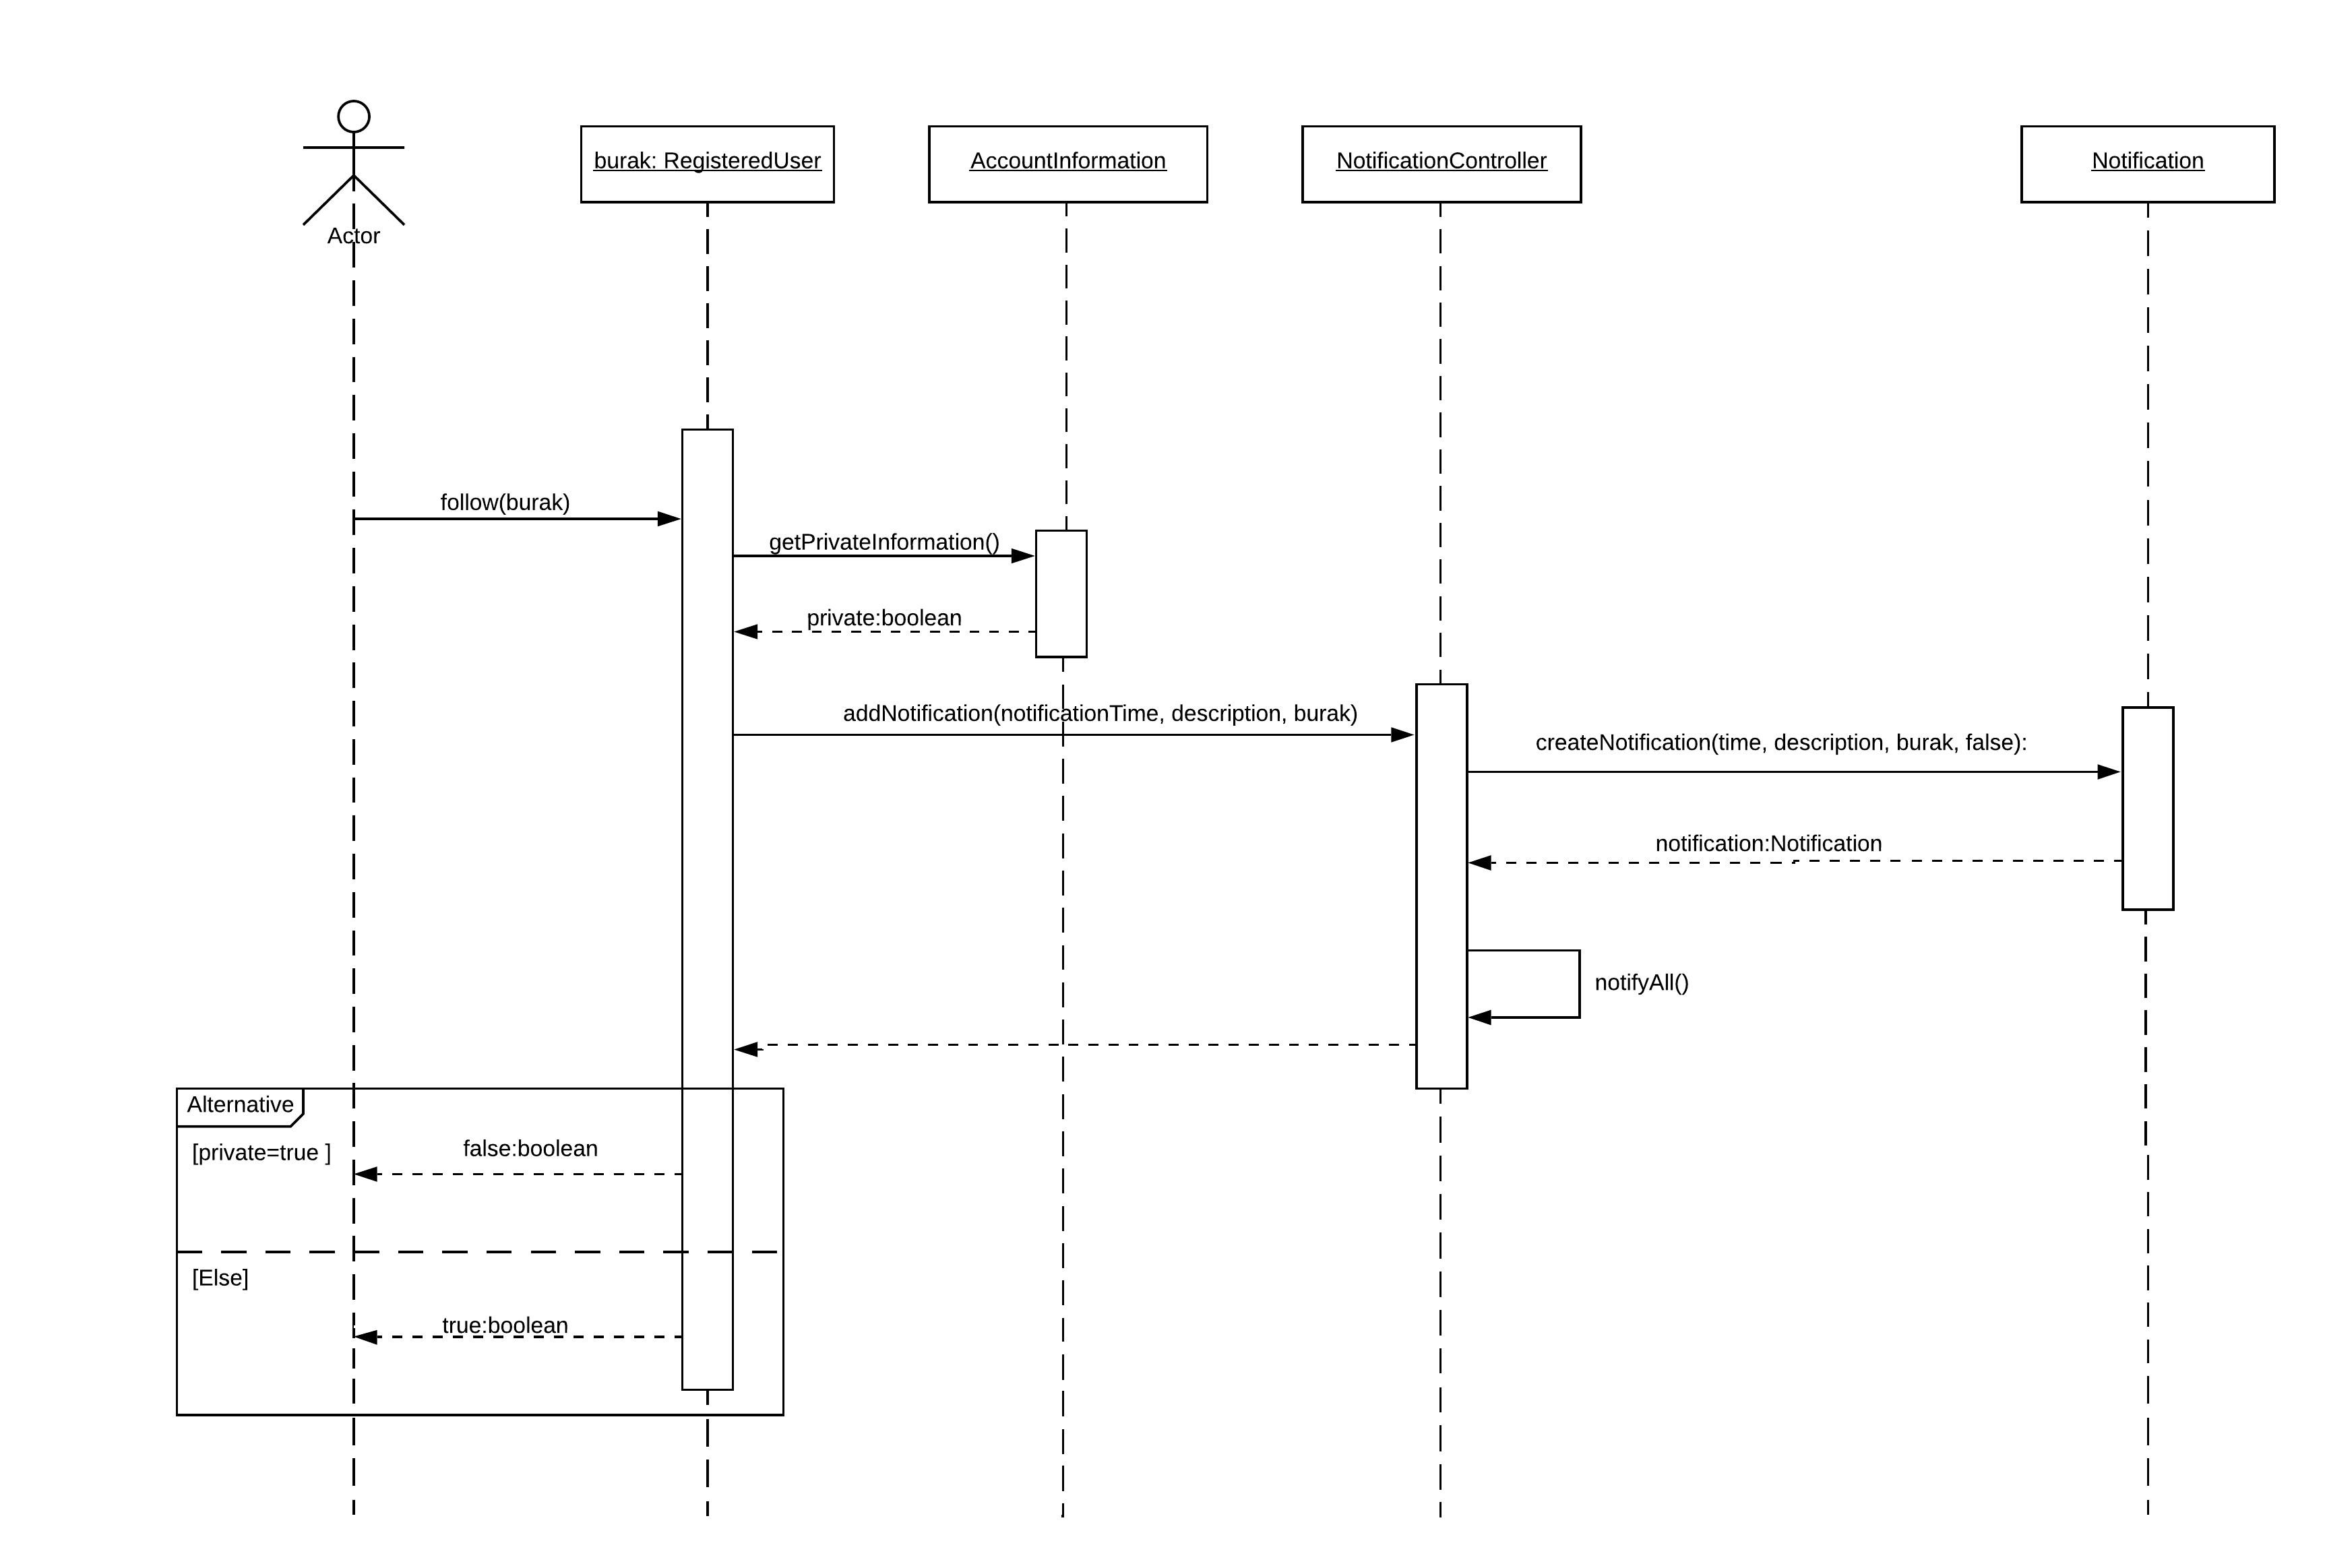 burak: RegisteredUser
AccountInformation
NotificationController
Notification
Actor
follow(burak)
getPrivateInformation()
private:boolean
addNotification(notificationTime, description, burak)
createNotification(time, description, burak, false):
notification:Notification
notifyAll()
Alternative
[private=true ]
false:boolean
[Else]
true:boolean